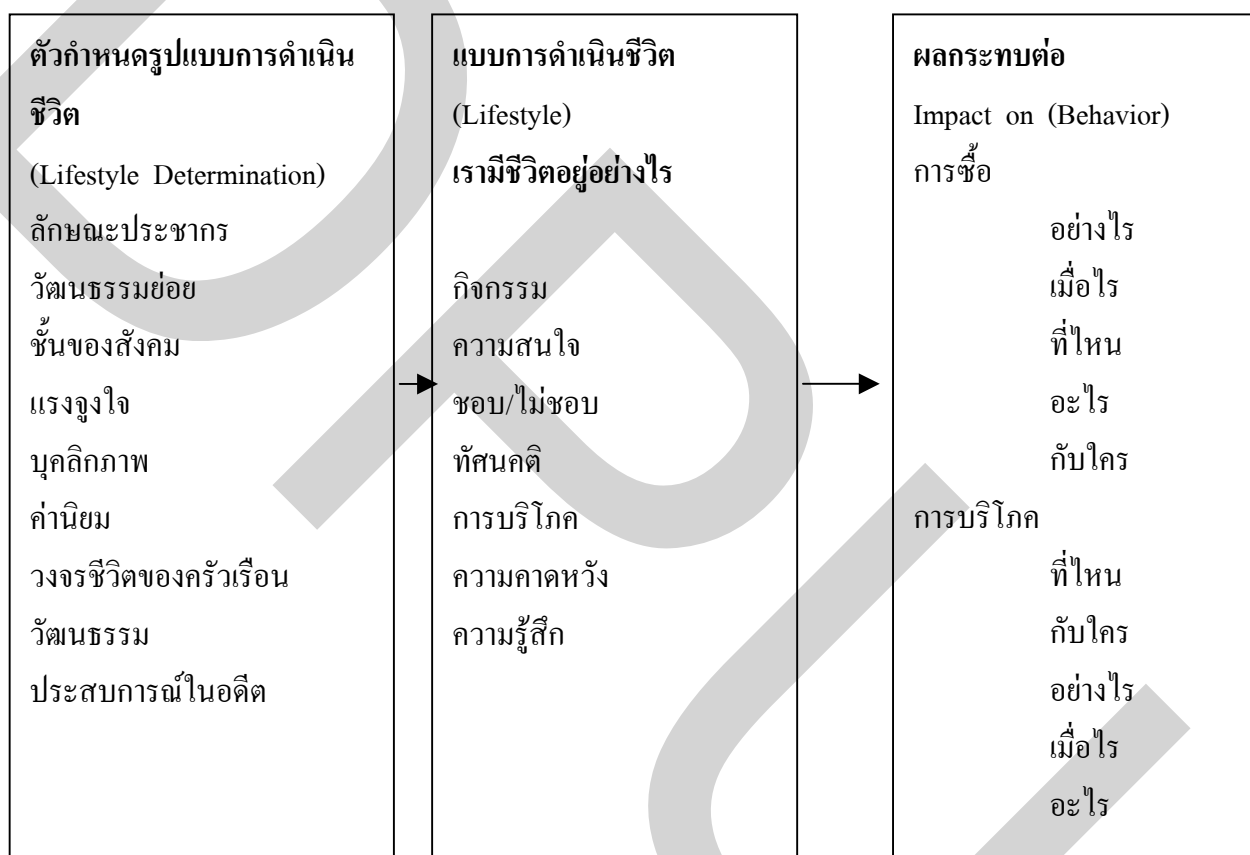 ตัวกำหนดรูปแบบการดำเนิน
ชีวิต
(Lifestyle Determination)
ลักษณะประชากร
วัฒนธรรมย่อย
ชั้นของสังคม
แรงจูงใจ
บุคลิกภาพ
ค่านิยม
วงจรชีวิตของครัวเรือน
วัฒนธรรม
ประสบการณ์ในอดีต
แบบการดำเนินชีวิต
(Lifestyle)
เรามีชีวิตอยู่อย่างไร
กิจกรรม
ความสนใจ
ชอบ/ไม่ชอบ
ทัศนคติ
การบริโภค
ความคาดหวัง
ความรู้สึก
ผลกระทบต่อ
Impact on (Behavior)
การซื้อ
อย่างไร
เมื่อไร
ที่ไหน
อะไร
กับใคร
การบริโภค
ที่ไหน
กับใคร
อย่างไร
เมื่อไร
อะไร